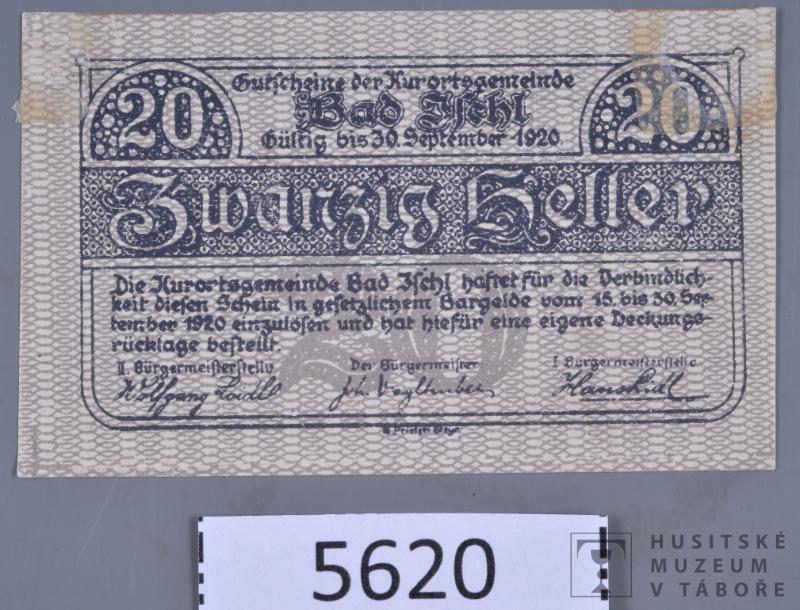 Gutscheine der Kurortsgemeinde
20 Bad Ischl 20
Gültig bis 30. September 1920
Zwanzig Heller
Die Kurortsgemeinde Bad Ischl haftet für die Verbindlich-
keit diesen Schein in gesetzlichem Bargelde vom 15. bis 30. Sep-
tember 1920 einzulösen und hat hiefür eine eigene Deckungs-
rücklage bestellt.
II. Bürgermeisterstellv. Der Bürgermeister I Bürgermeisterstellv
Wolfgang
5620
HUSITSKÉ
MUZEUM
V TÁBOŘE